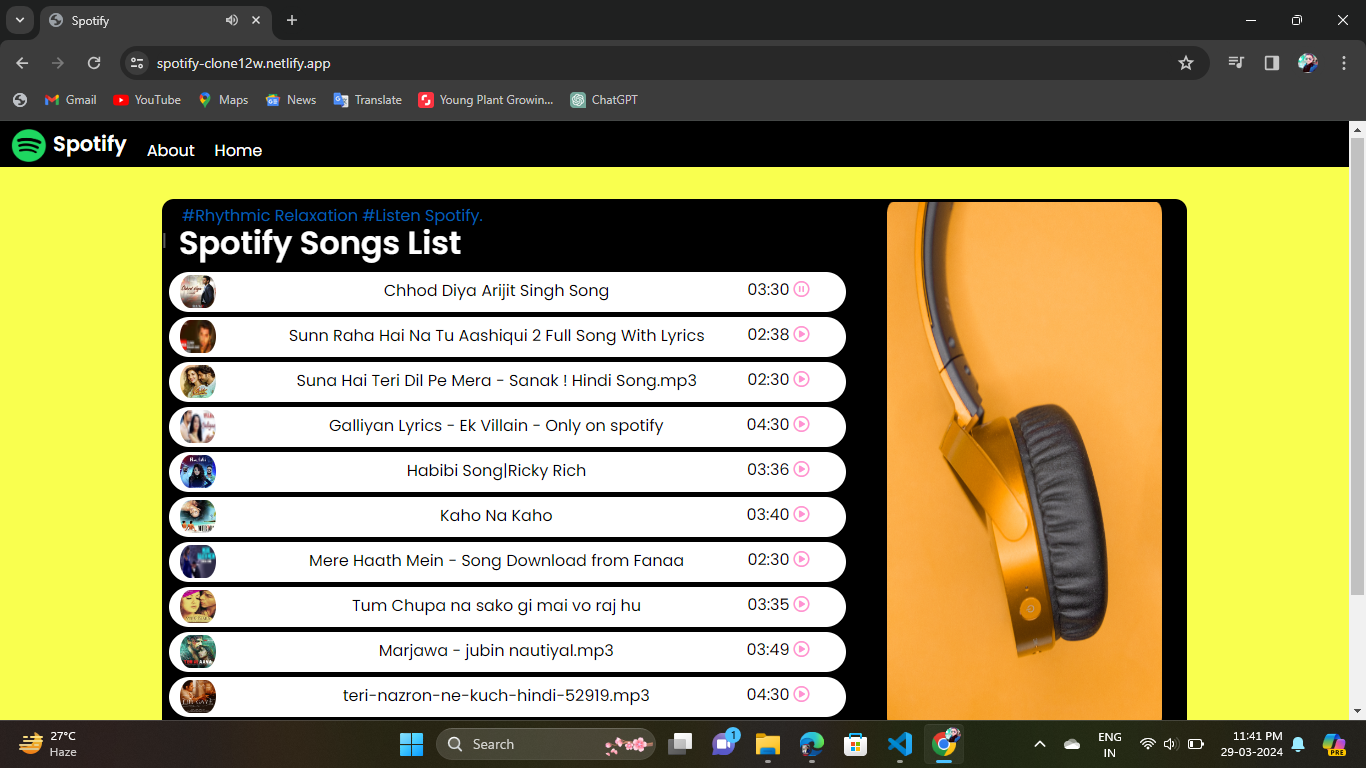 Spotify
spotify-clone12w.netlify.app
Gmail YouTube Maps News Translate Young Plant Growin... ChatGPT
Spotify About Home
#Rhythmic Relaxation #Listen Spotify.
Spotify Songs List
Chhod Diya Arijit Singh Song 03:30
Sunn Raha Hai Na Tu Aashiqui 2 Full Song With Lyrics 02:38
Suna Hai Teri Dil Pe Mera - Sanak ! Hindi Song.mp3 02:30
Galliyan Lyrics - Ek Villain - Only on spotify 04:30
Habibi Song|Ricky Rich 03:36
Kaho Na Kaho 03:40
Mere Haath Mein - Song Download from Fanaa 02:30
Tum Chupa na sako gi mai vo raj hu 03:35
Marjawa - jubin nautiyal.mp3 03:49
teri-nazron-ne-kuch-hindi-52919.mp3 04:30
27°C
Haze
Search
1
ENG
IN
11:41 PM
29-03-2024
PRE